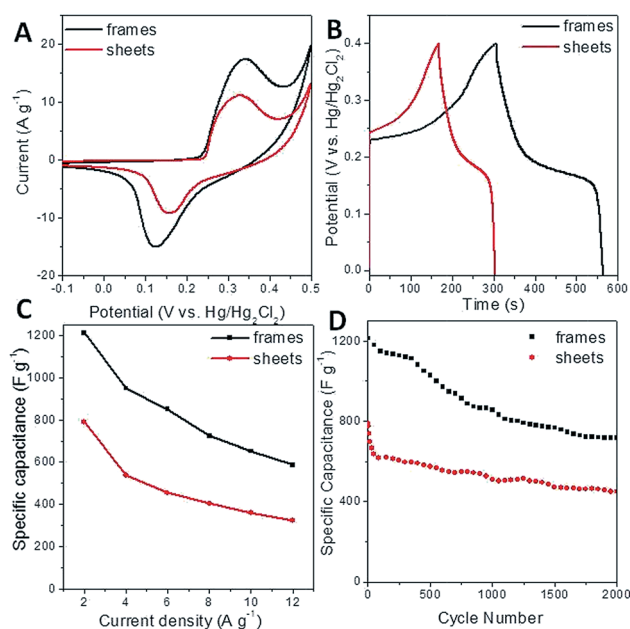 A
frames
sheets
20
10
0
-10
-20
-0.1
0.0
0.1
0.2
0.3
0.4
0.5
Current (A g⁻¹)
Potential (V vs. Hg/Hg₂Cl₂)
B
frames
sheets
0.4
0.3
0.2
0.1
0.0
0
100
200
300
400
500
600
Potential (V vs. Hg/Hg₂Cl₂)
Time (s)
C
frames
sheets
1200
1000
800
600
400
200
0
2
4
6
8
10
12
Specific capacitance (F g⁻¹)
Current density (A g⁻¹)
D
frames
sheets
1200
800
400
0
0
500
1000
1500
2000
Specific Capacitance (F g⁻¹)
Cycle Number